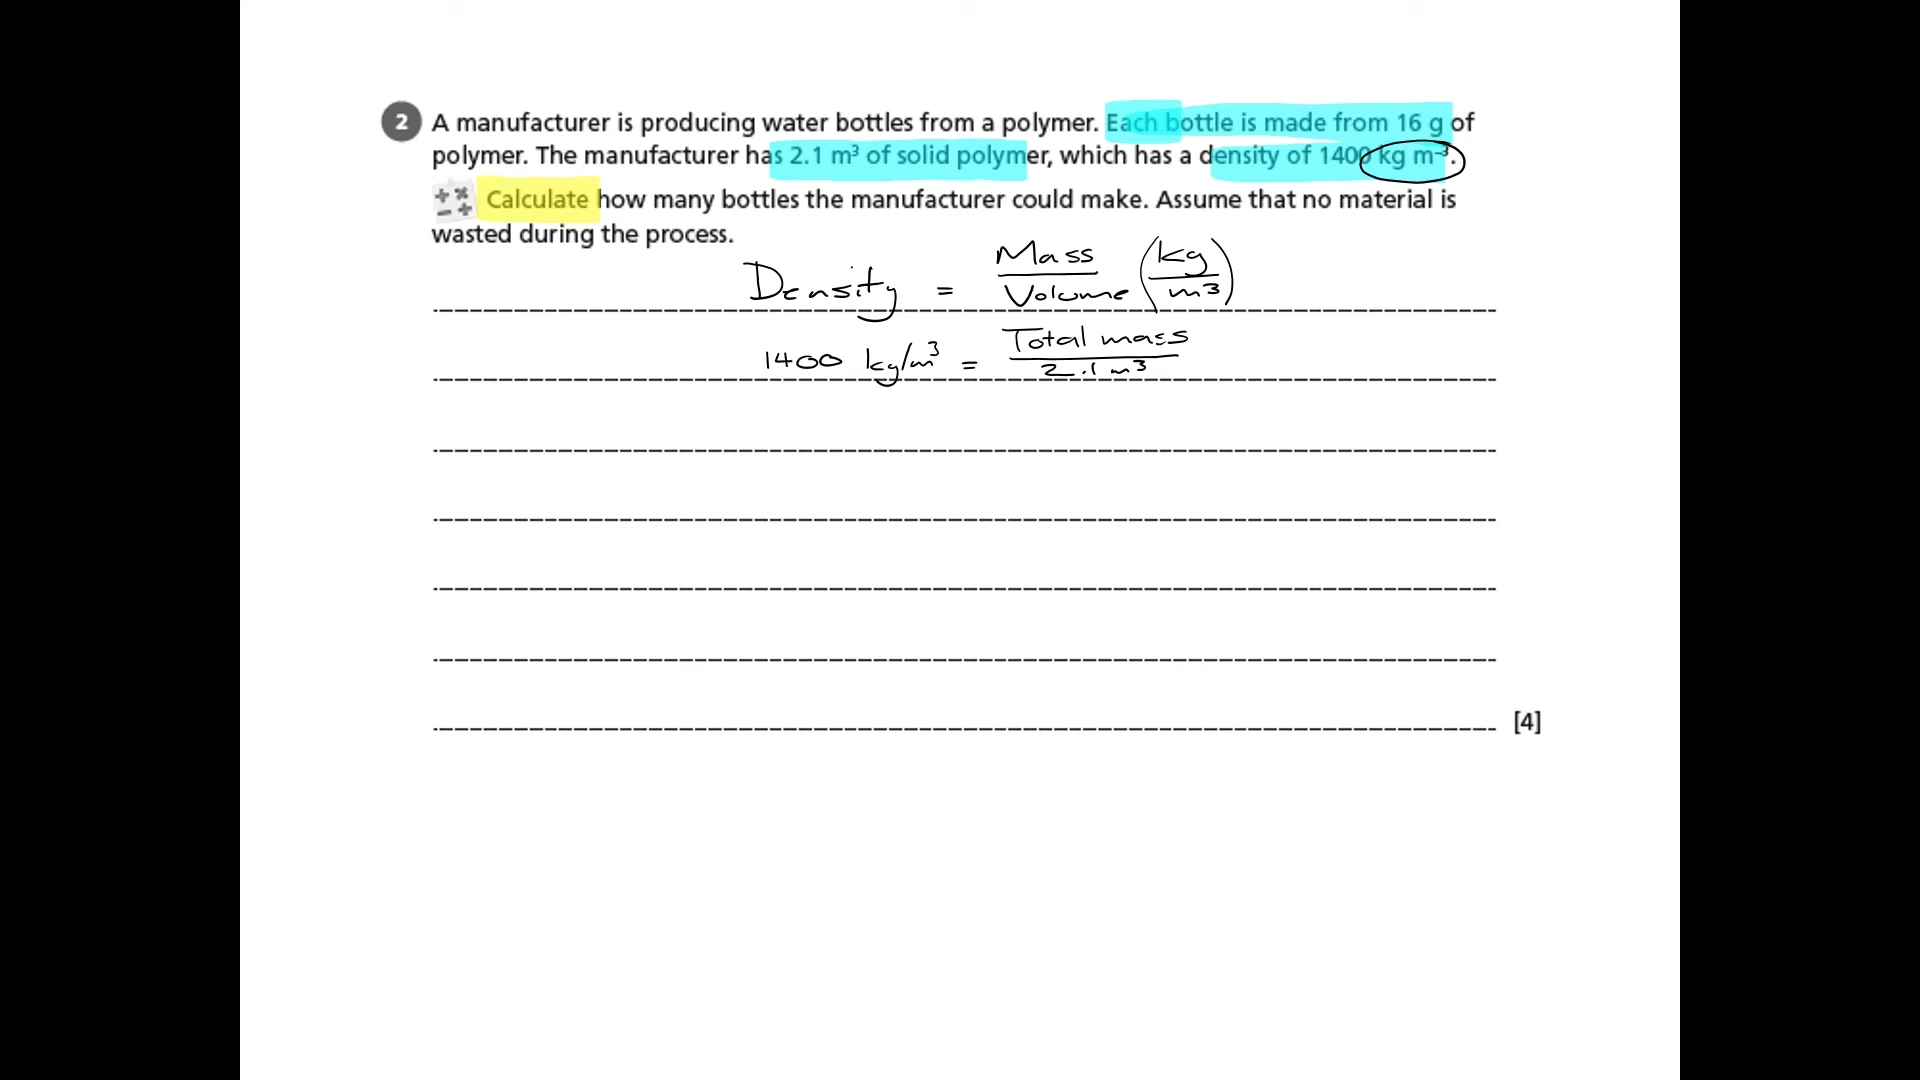 2 A manufacturer is producing water bottles from a polymer. Each bottle is made from 16 g of
polymer. The manufacturer has 2.1 m³ of solid polymer, which has a density of 1400 kg m⁻³.
Calculate how many bottles the manufacturer could make. Assume that no material is
wasted during the process.
Density = Mass / Volume (kg / m³)
1400 kg/m³ = Total mass / 2.1 m³
[4]